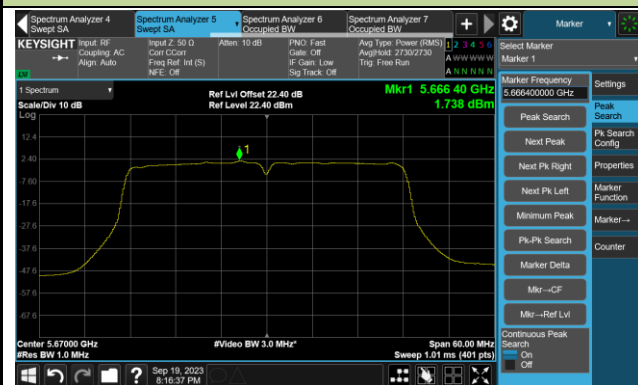 Spectrum Analyzer 4
Swept SA
Spectrum Analyzer 5
Swept SA
Spectrum Analyzer 6
Occupied BW
Spectrum Analyzer 7
Occupied BW
+
Marker
KEYSIGHT
Input: RF
Coupling: AC
Align: Auto
Input Z: 50 Ω
Corr CCorr
Freq Ref: Int (S)
NFE: Off
Atten: 10 dB
PNO: Fast
Gate: Off
IF Gain: Low
Sig Track: Off
Avg Type: Power (RMS)
Avg|Hold: 2730/2730
Trig: Free Run
1 2 3 4 5 6
A W W W W W
A N N N N N
Select Marker
Marker 1
1 Spectrum
Scale/Div 10 dB
Log
Ref Lvl Offset 22.40 dB
Ref Level 22.40 dBm
Mkr1 5.666 40 GHz
1.738 dBm
12.4
2.40
-7.60
-17.6
-27.6
-37.6
-47.6
-57.6
-67.6
1
Center 5.67000 GHz
#Res BW 1.0 MHz
#Video BW 3.0 MHz*
Span 60.00 MHz
Sweep 1.01 ms (401 pts)
Marker Frequency
5.666400000 GHz
Peak Search
Next Peak
Next Pk Right
Next Pk Left
Minimum Peak
Pk-Pk Search
Marker Delta
Mkr→CF
Mkr→Ref Lvl
Continuous Peak
Search
On
Off
Settings
Peak
Search
Pk Search
Config
Properties
Marker
Function
Marker→
Counter
?
Sep 19, 2023
8:16:37 PM